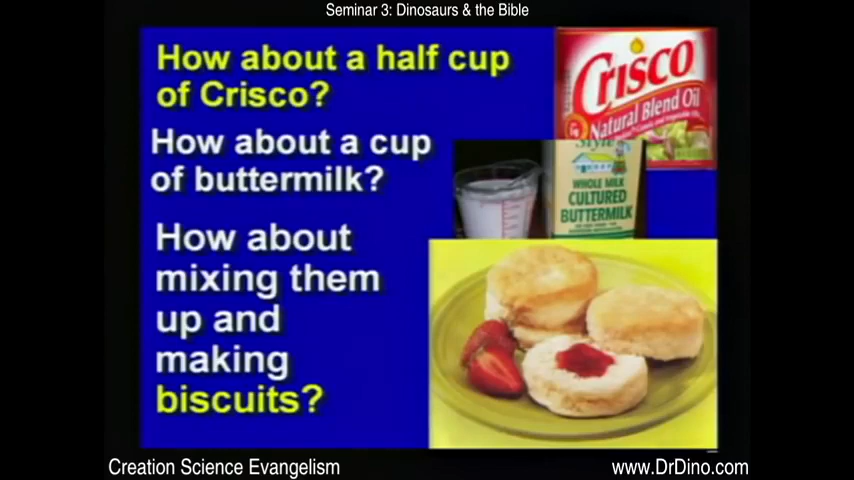 Seminar 3: Dinosaurs & the Bible
How about a half cup
of Crisco?
Crisco
Natural Blend Oil
How about a cup
of buttermilk?
Style
WHOLE MILK
CULTURED
BUTTERMILK
How about
mixing them
up and
making
biscuits?
Creation Science Evangelism
www.DrDino.com